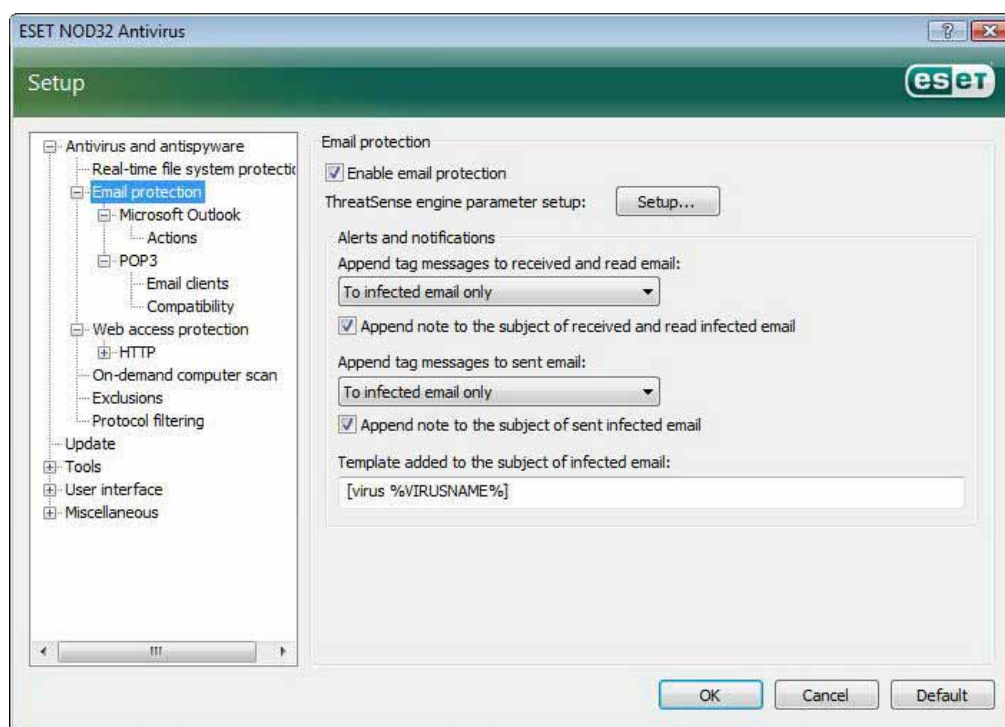 ESET NOD32 Antivirus
Setup
eset
Antivirus and antispyware
Real-time file system protectic
Email protection
Microsoft Outlook
Actions
POP3
Email clients
Compatibility
Web access protection
HTTP
On-demand computer scan
Exclusions
Protocol filtering
Update
Tools
User interface
Miscellaneous
Email protection
Enable email protection
ThreatSense engine parameter setup: Setup...
Alerts and notifications
Append tag messages to received and read email:
To infected email only
Append note to the subject of received and read infected email
Append tag messages to sent email:
To infected email only
Append note to the subject of sent infected email
Template added to the subject of infected email:
[virus %VIRUSNAME%]
OK Cancel Default